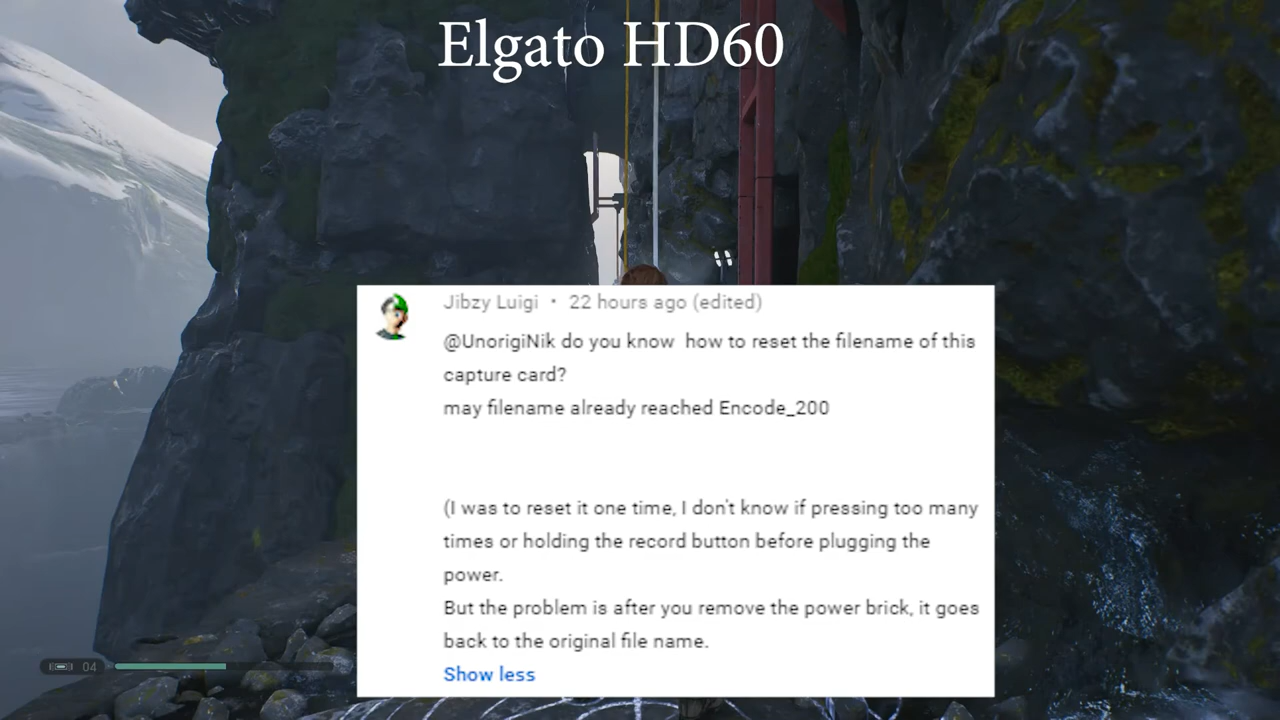 Elgato HD60
Jibzy Luigi • 22 hours ago (edited)
@UnorigiNik do you know  how to reset the filename of this
capture card?
may filename already reached Encode_200
(I was to reset it one time, I don't know if pressing too many
times or holding the record button before plugging the
power.
But the problem is after you remove the power brick, it goes
back to the original file name.
Show less
04